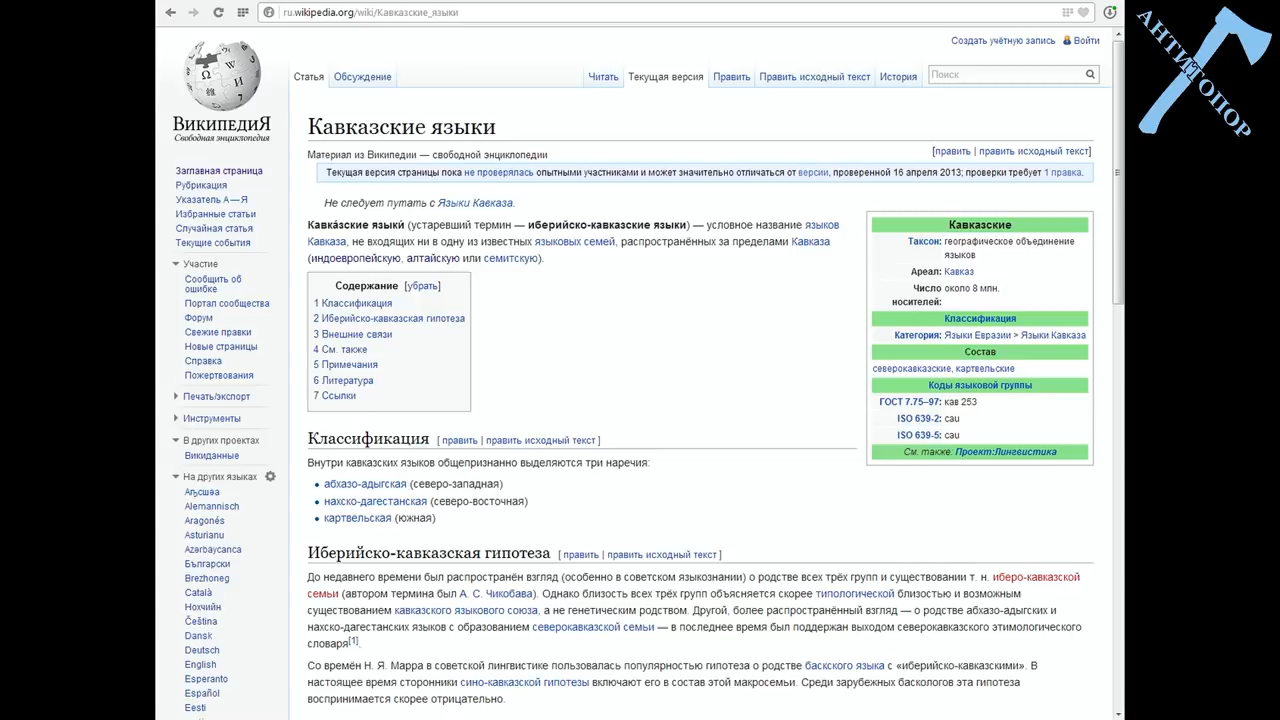 ru.wikipedia.org/wiki/Кавказские_языки
АНТИТОПОР
Создать учётную запись Войти
Статья Обсуждение Читать Текущая версия Править Править исходный текст История Поиск
ВикипедиЯ
Свободная энциклопедия
Заглавная страница
Рубрикация
Указатель А — Я
Избранные статьи
Случайная статья
Текущие события
Участие
Сообщить об
ошибке
Портал сообщества
Форум
Свежие правки
Новые страницы
Справка
Пожертвования
Печать/экспорт
Инструменты
В других проектах
Викиданные
На других языках
Аҧсшәа
Alemannisch
Aragonés
Asturianu
Azərbaycanca
Български
Brezhoneg
Català
Нохчийн
Čeština
Dansk
Deutsch
English
Esperanto
Español
Eesti
Кавказские языки
[править | править исходный текст]
Материал из Википедии — свободной энциклопедии
Текущая версия страницы пока не проверялась опытными участниками и может значительно отличаться от версии, проверенной 16 апреля 2013; проверки требует 1 правка.
Не следует путать с Языки Кавказа.
Кавка́зские языки́ (устаревший термин — иберийско-кавказские языки) — условное название языков
Кавказа, не входящих ни в одну из известных языковых семей, распространённых за пределами Кавказа
(индоевропейскую, алтайскую или семитскую).
Содержание [убрать]
1 Классификация
2 Иберийско-кавказская гипотеза
3 Внешние связи
4 См. также
5 Примечания
6 Литература
7 Ссылки
Кавказские
Таксон: географическое объединение
языков
Ареал: Кавказ
Число около 8 млн.
носителей:
Классификация
Категория: Языки Евразии > Языки Кавказа
Состав
северокавказские, картвельские
Коды языковой группы
ГОСТ 7.75–97: кав 253
ISO 639-2: cau
ISO 639-5: cau
См. также: Проект:Лингвистика
Классификация [ править | править исходный текст ]
Внутри кавказских языков общепризнанно выделяются три наречия:
• абхазо-адыгская (северо-западная)
• нахско-дагестанская (северо-восточная)
• картвельская (южная)
Иберийско-кавказская гипотеза [ править | править исходный текст ]
До недавнего времени был распространён взгляд (особенно в советском языкознании) о родстве всех трёх групп и существовании т. н. иберо-кавказской
семьи (автором термина был А. С. Чикобава). Однако близость всех трёх групп объясняется скорее типологической близостью и возможным
существованием кавказского языкового союза, а не генетическим родством. Другой, более распространённый взгляд — о родстве абхазо-адыгских и
нахско-дагестанских языков с образованием северокавказской семьи — в последнее время был поддержан выходом северокавказского этимологического
словаря[1].
Со времён Н. Я. Марра в советской лингвистике пользовалась популярностью гипотеза о родстве баскского языка с «иберийско-кавказскими». В
настоящее время сторонники сино-кавказской гипотезы включают его в состав этой макросемьи. Среди зарубежных баскологов эта гипотеза
воспринимается скорее отрицательно.